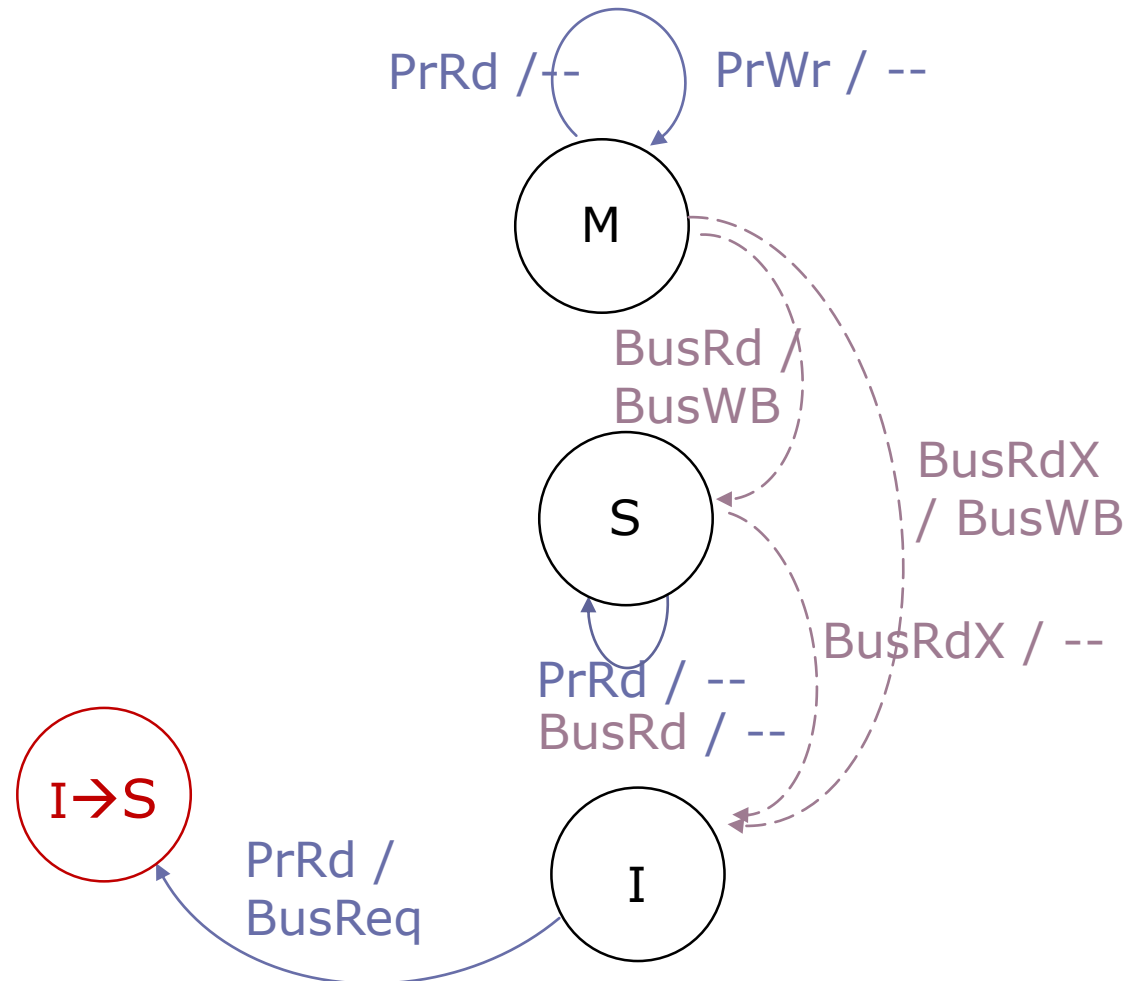 PrRd /--
PrWr / --
M
BusRd /
BusWB
BusRdX
/ BusWB
S
BusRdX / --
PrRd / --
BusRd / --
I→S
PrRd /
BusReq
I